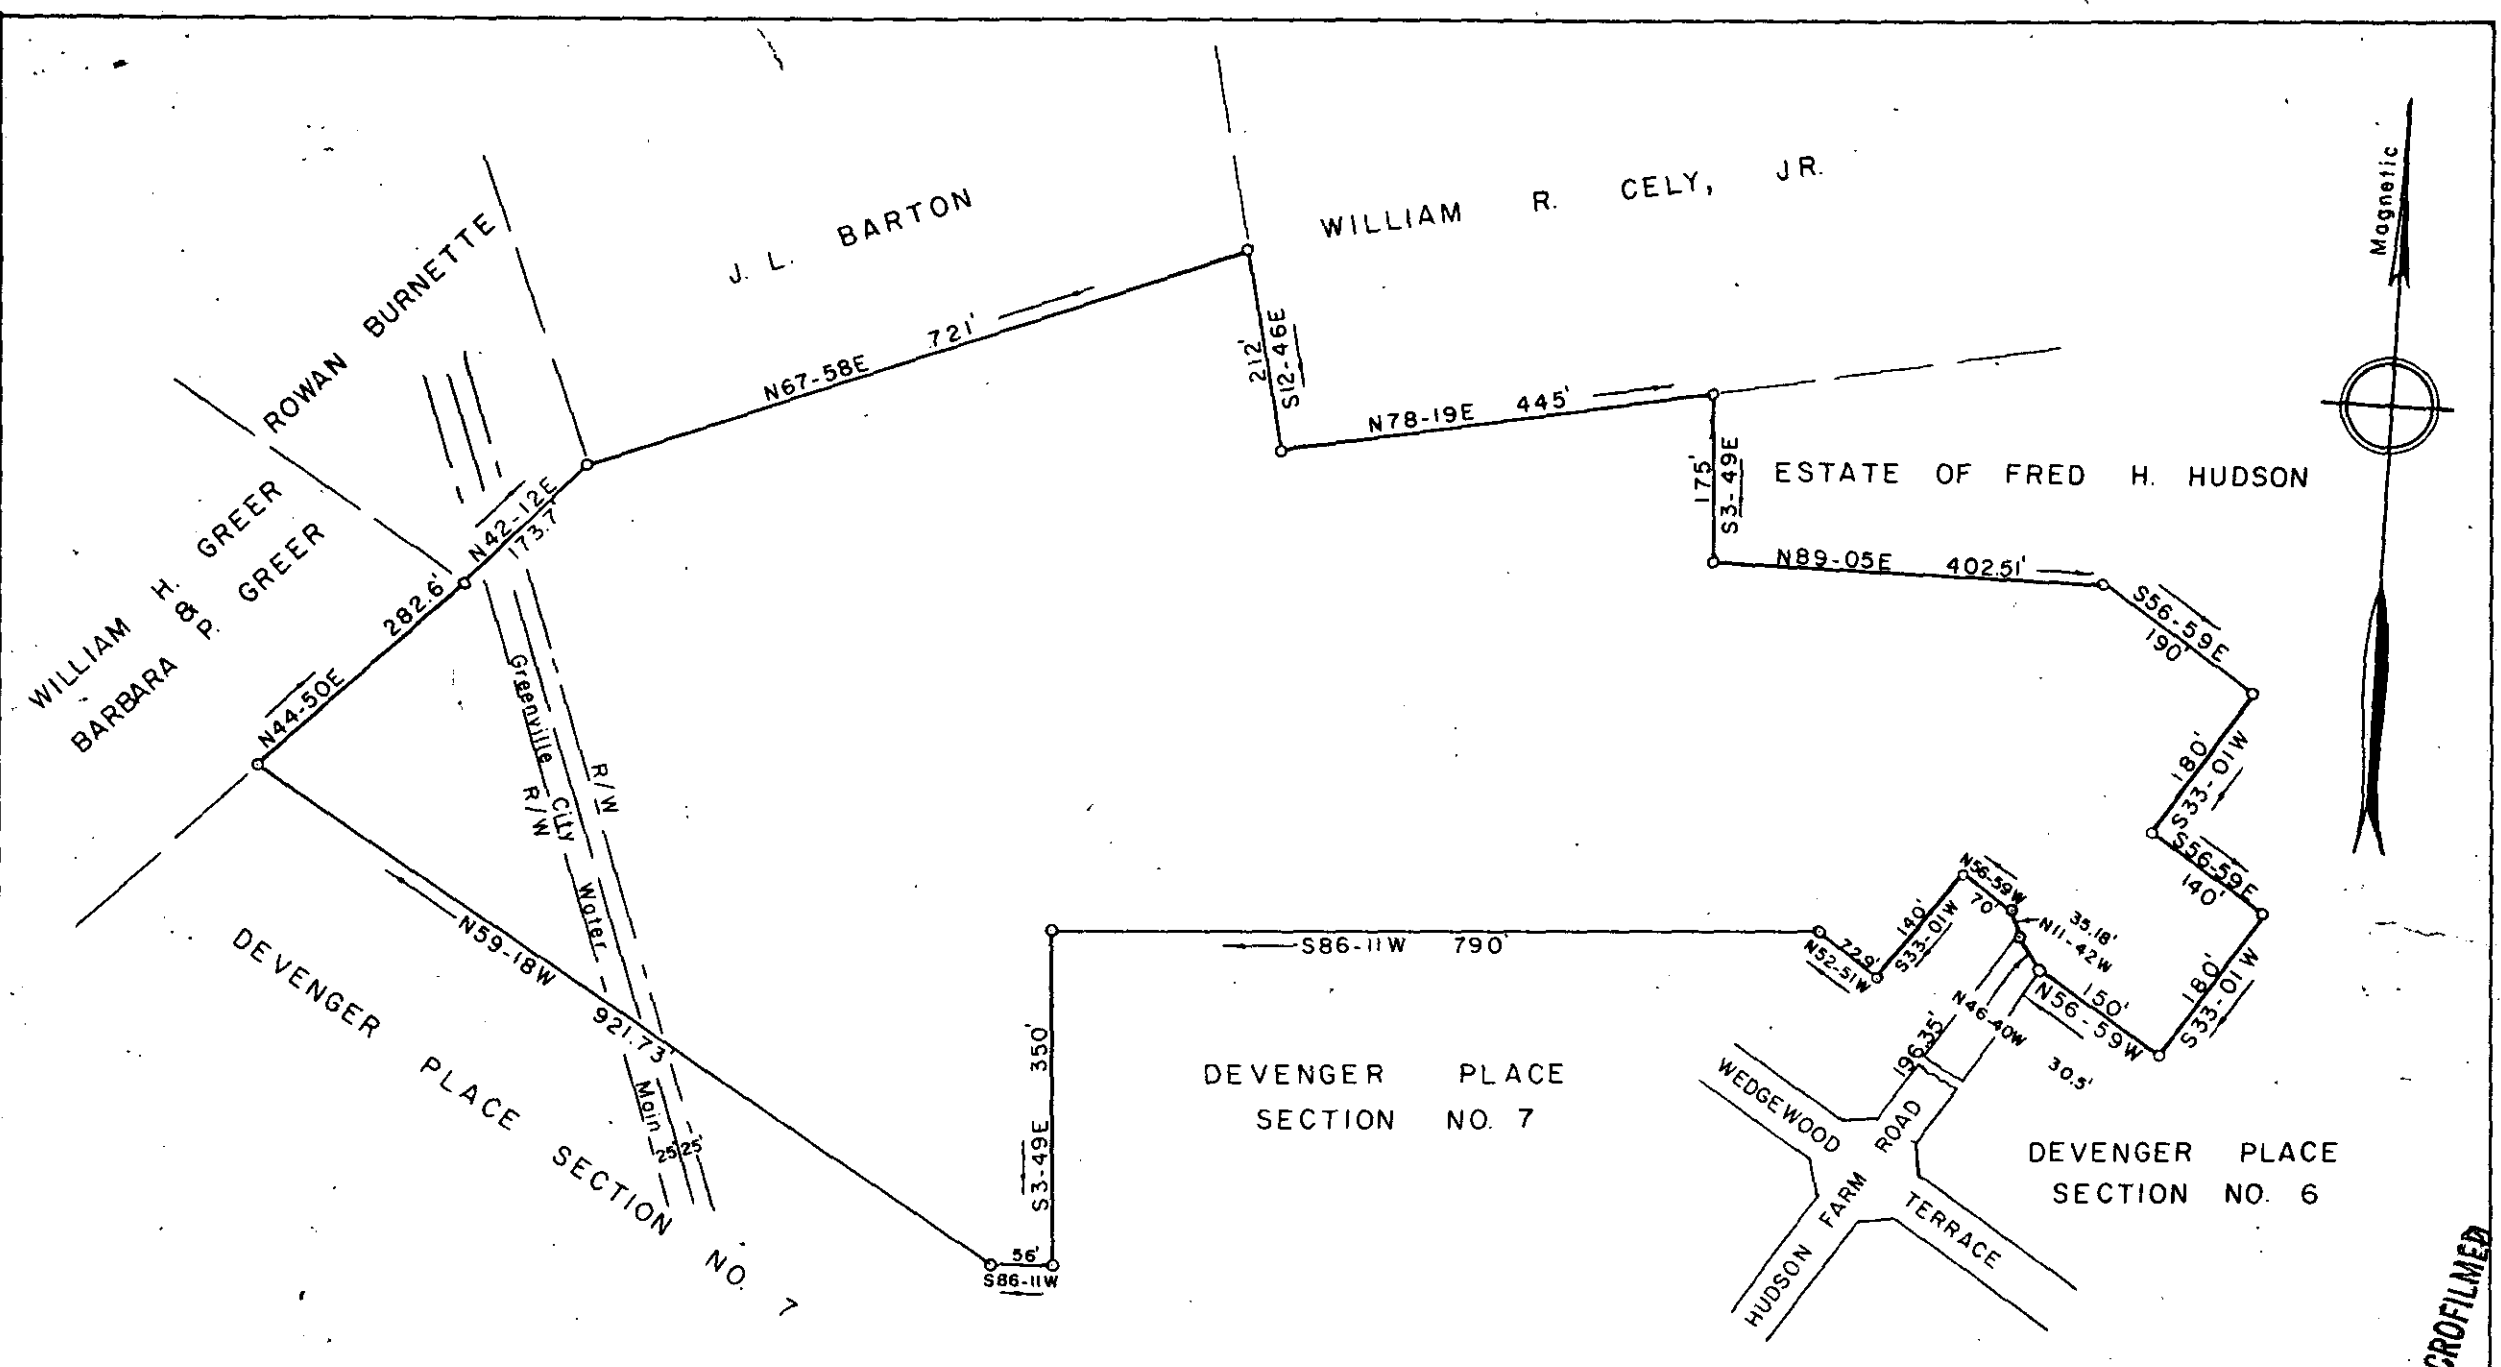 WILLIAM R. CELY, JR.
J. L. BARTON
Magnetic
ROWAN BURNETTE
N67-58E 721'
212'
S12-46E
N78-19E 445'
175'
S3-49E
ESTATE OF FRED H. HUDSON
N42-12E
173.7'
WILLIAM H. GREER
&
BARBARA P. GREER
N44-50E 282.6'
N89-05E 402.51'
S56-59E
190'
180'
S33-01W
S56-59E
140'
180'
S33-01W
Greenville City Water Main
R/W
R/W
25' 25'
N59-18W 921.73'
DEVENGER PLACE SECTION NO. 7
S86-11W 790'
350'
S3-49E
56'
S86-11W
72.9'
N52-51W
140'
S33-01W
N56-59W
70'
35.18'
N11-42W
N46-40W 30.5'
150'
N56-59W
196.35'
DEVENGER PLACE
SECTION NO. 7
WEDGEWOOD TERRACE
HUDSON FARM ROAD
DEVENGER PLACE
SECTION NO. 6
CROFILMED